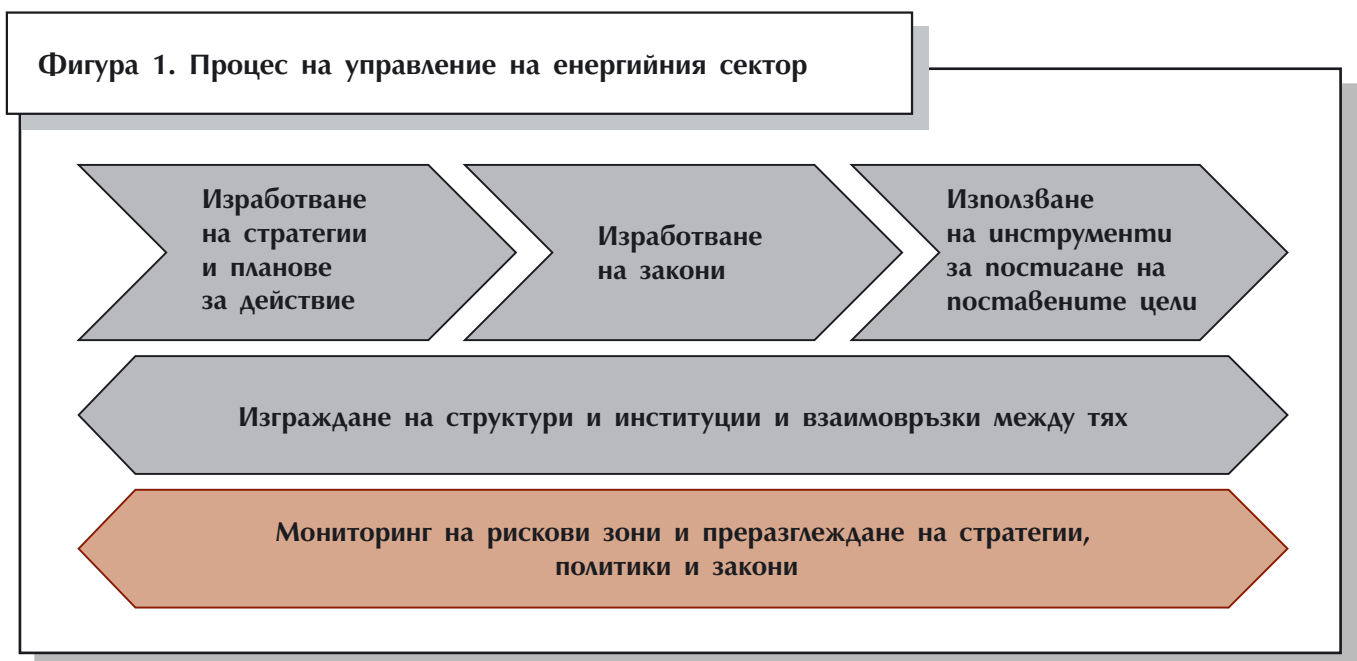 Фигура 1. Процес на управление на енергийния сектор
Изработване
на стратегии
и планове
за действие
Изработване
на закони
Използване
на инструменти
за постигане на
поставените цели
Изграждане на структури и институции и взаимовръзки между тях
Мониторинг на рискови зони и преразглеждане на стратегии,
политики и закони